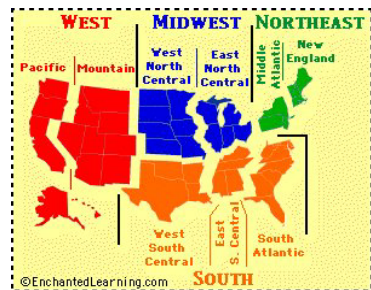 WEST
MIDWEST
NORTHEAST
Pacific
Mountain
West
North
Central
East
North
Central
Middle
Atlantic
New
England
West
South
Central
East
S. Central
South
Atlantic
SOUTH
©EnchantedLearning.com